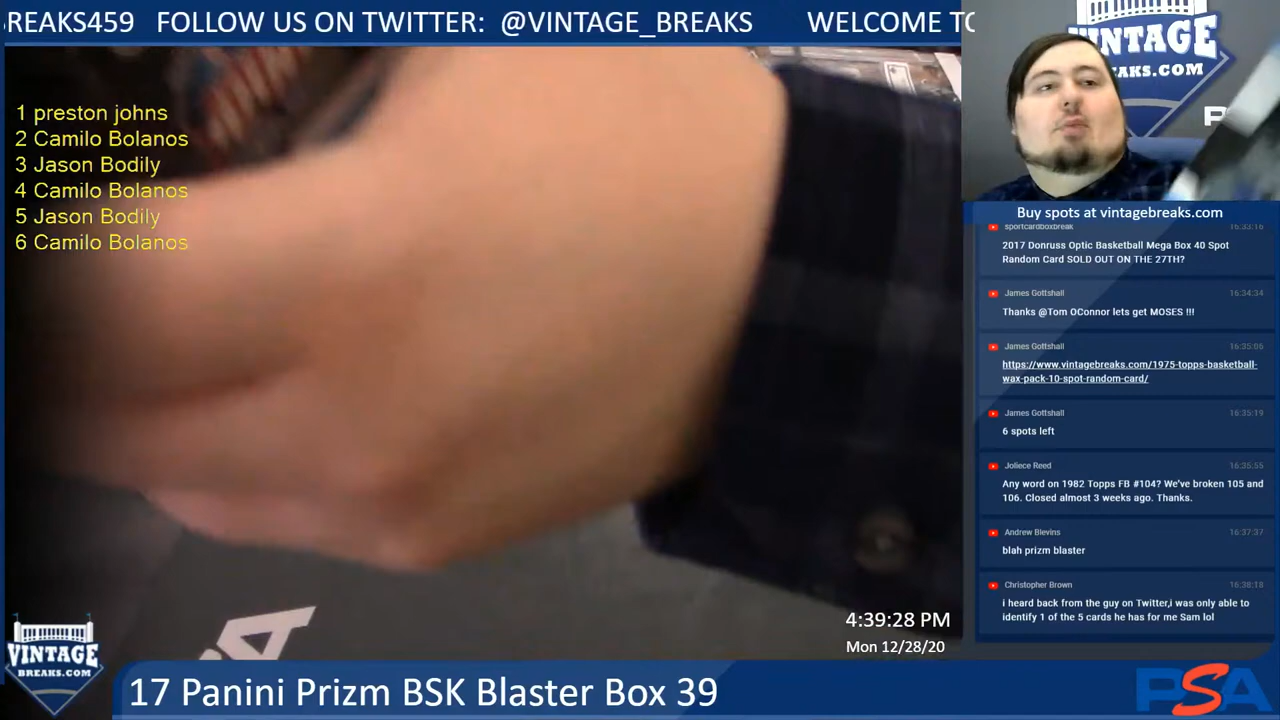 REAKS459 FOLLOW US ON TWITTER: @VINTAGE_BREAKS WELCOME TO
1 preston johns
2 Camilo Bolanos
3 Jason Bodily
4 Camilo Bolanos
5 Jason Bodily
6 Camilo Bolanos
VINTAGE
AKS.COM
P
Buy spots at vintagebreaks.com
sportcardboxbreak 16:33:16
2017 Donruss Optic Basketball Mega Box 40 Spot
Random Card SOLD OUT ON THE 27TH?
James Gottshall 16:34:34
Thanks @Tom OConnor lets get MOSES !!!
James Gottshall 16:35:06
https://www.vintagebreaks.com/1975-topps-basketball-
wax-pack-10-spot-random-card/
James Gottshall 16:35:19
6 spots left
Joliece Reed 16:35:55
Any word on 1982 Topps FB #104? We've broken 105 and
106. Closed almost 3 weeks ago. Thanks.
Andrew Blevins 16:37:37
blah prizm blaster
Christopher Brown 16:38:18
i heard back from the guy on Twitter,i was only able to
identify 1 of the 5 cards he has for me Sam lol
4:39:28 PM
Mon 12/28/20
VINTAGE
BREAKS.COM
17 Panini Prizm BSK Blaster Box 39
PSA